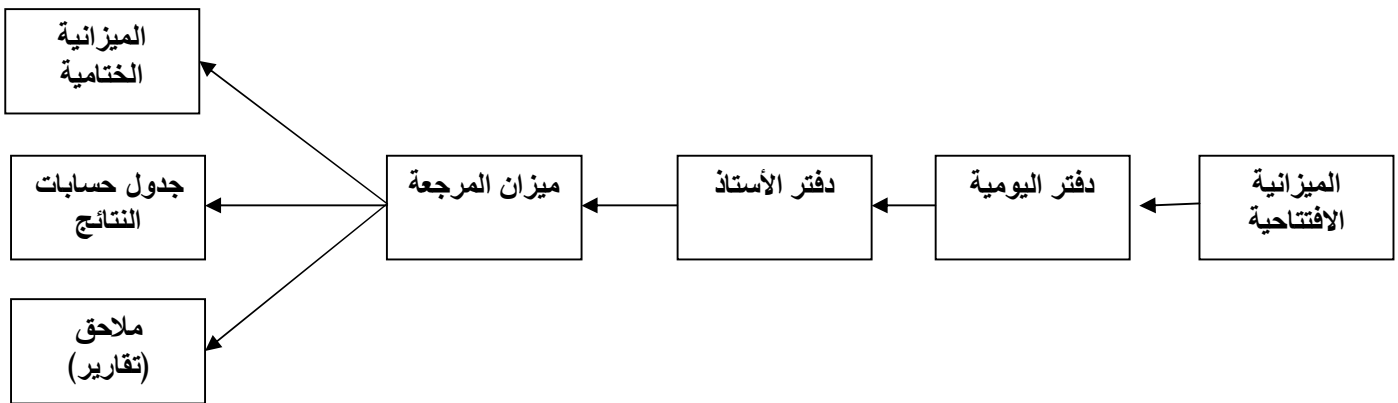 الميزانية
الافتتاحية
دفتر اليومية
دفتر الأستاذ
ميزان المرجعة
الميزانية
الختامية
جدول حسابات
النتائج
ملاحق
(تقارير)